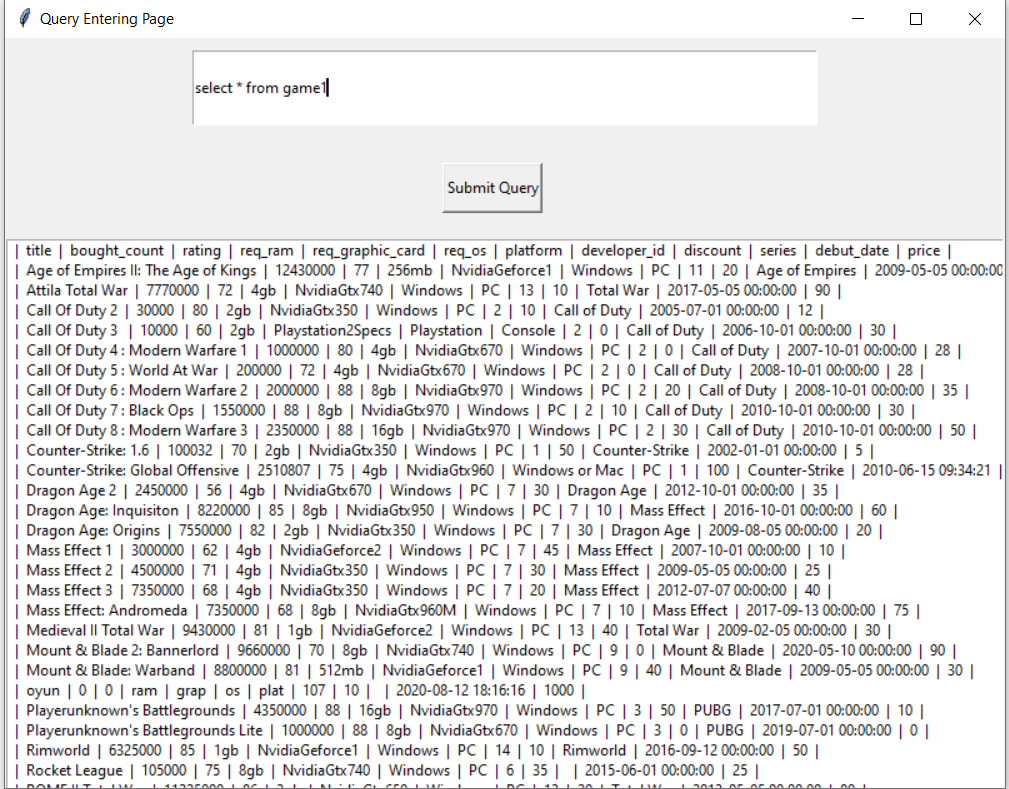 Query Entering Page
select * from game1
Submit Query
| title | bought_count | rating | req_ram | req_graphic_card | req_os | platform | developer_id | discount | series | debut_date | price |
| Age of Empires II: The Age of Kings | 12430000 | 77 | 256mb | NvidiaGeforce1 | Windows | PC | 11 | 20 | Age of Empires | 2009-05-05 00:00:00
| Attila Total War | 7770000 | 72 | 4gb | NvidiaGtx740 | Windows | PC | 13 | 10 | Total War | 2017-05-05 00:00:00 | 90 |
| Call Of Duty 2 | 30000 | 80 | 2gb | NvidiaGtx350 | Windows | PC | 2 | 10 | Call of Duty | 2005-07-01 00:00:00 | 12 |
| Call Of Duty 3 | 10000 | 60 | 2gb | Playstation2Specs | Playstation | Console | 2 | 0 | Call of Duty | 2006-10-01 00:00:00 | 30 |
| Call Of Duty 4 : Modern Warfare 1 | 1000000 | 80 | 4gb | NvidiaGtx670 | Windows | PC | 2 | 0 | Call of Duty | 2007-10-01 00:00:00 | 28 |
| Call Of Duty 5 : World At War | 200000 | 72 | 4gb | NvidiaGtx670 | Windows | PC | 2 | 0 | Call of Duty | 2008-10-01 00:00:00 | 28 |
| Call Of Duty 6 : Modern Warfare 2 | 2000000 | 88 | 8gb | NvidiaGtx970 | Windows | PC | 2 | 20 | Call of Duty | 2008-10-01 00:00:00 | 35 |
| Call Of Duty 7 : Black Ops | 1550000 | 88 | 8gb | NvidiaGtx970 | Windows | PC | 2 | 10 | Call of Duty | 2010-10-01 00:00:00 | 30 |
| Call Of Duty 8 : Modern Warfare 3 | 2350000 | 88 | 16gb | NvidiaGtx970 | Windows | PC | 2 | 30 | Call of Duty | 2010-10-01 00:00:00 | 50 |
| Counter-Strike: 1.6 | 100032 | 70 | 2gb | NvidiaGtx350 | Windows | PC | 1 | 50 | Counter-Strike | 2002-01-01 00:00:00 | 5 |
| Counter-Strike: Global Offensive | 2510807 | 75 | 4gb | NvidiaGtx960 | Windows or Mac | PC | 1 | 100 | Counter-Strike | 2010-06-15 09:34:21 |
| Dragon Age 2 | 2450000 | 56 | 4gb | NvidiaGtx670 | Windows | PC | 7 | 30 | Dragon Age | 2012-10-01 00:00:00 | 35 |
| Dragon Age: Inquisiton | 8220000 | 85 | 8gb | NvidiaGtx950 | Windows | PC | 7 | 10 | Mass Effect | 2016-10-01 00:00:00 | 60 |
| Dragon Age: Origins | 7550000 | 82 | 2gb | NvidiaGtx350 | Windows | PC | 7 | 30 | Dragon Age | 2009-08-05 00:00:00 | 20 |
| Mass Effect 1 | 3000000 | 62 | 4gb | NvidiaGeforce2 | Windows | PC | 7 | 45 | Mass Effect | 2007-10-01 00:00:00 | 10 |
| Mass Effect 2 | 4500000 | 71 | 4gb | NvidiaGtx350 | Windows | PC | 7 | 30 | Mass Effect | 2009-05-05 00:00:00 | 25 |
| Mass Effect 3 | 7350000 | 68 | 4gb | NvidiaGtx350 | Windows | PC | 7 | 20 | Mass Effect | 2012-07-07 00:00:00 | 40 |
| Mass Effect: Andromeda | 7350000 | 68 | 8gb | NvidiaGtx960M | Windows | PC | 7 | 10 | Mass Effect | 2017-09-13 00:00:00 | 75 |
| Medieval II Total War | 9430000 | 81 | 1gb | NvidiaGeforce2 | Windows | PC | 13 | 40 | Total War | 2009-02-05 00:00:00 | 30 |
| Mount & Blade 2: Bannerlord | 9660000 | 70 | 8gb | NvidiaGtx740 | Windows | PC | 9 | 0 | Mount & Blade | 2020-05-10 00:00:00 | 90 |
| Mount & Blade: Warband | 8800000 | 81 | 512mb | NvidiaGeforce1 | Windows | PC | 9 | 40 | Mount & Blade | 2009-05-05 00:00:00 | 30 |
| oyun | 0 | 0 | ram | grap | os | plat | 107 | 10 | | 2020-08-12 18:16:16 | 1000 |
| Playerunknown's Battlegrounds | 4350000 | 88 | 16gb | NvidiaGtx970 | Windows | PC | 3 | 50 | PUBG | 2017-07-01 00:00:00 | 10 |
| Playerunknown's Battlegrounds Lite | 1000000 | 88 | 8gb | NvidiaGtx670 | Windows | PC | 3 | 0 | PUBG | 2019-07-01 00:00:00 | 0 |
| Rimworld | 6325000 | 85 | 1gb | NvidiaGeforce1 | Windows | PC | 14 | 10 | Rimworld | 2016-09-12 00:00:00 | 50 |
| Rocket League | 105000 | 75 | 8gb | NvidiaGtx740 | Windows | PC | 6 | 35 | | 2015-06-01 00:00:00 | 25 |